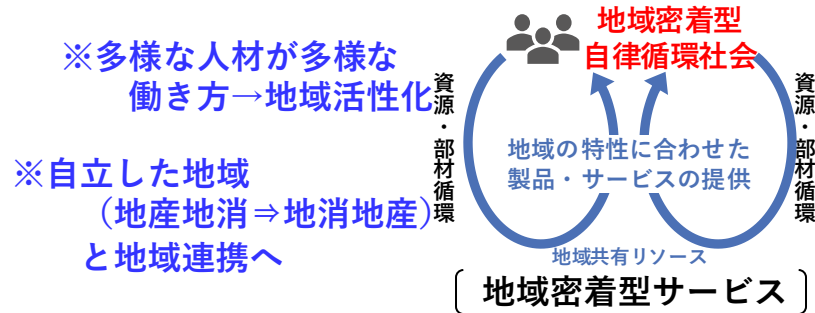 ※多様な人材が多様な
働き方→地域活性化
※自立した地域
（地産地消⇒地消地産）
と地域連携へ
地域密着型
自律循環社会
資源・部材循環
地域の特性に合わせた
製品・サービスの提供
資源・部材循環
地域共有リソース
〔 地域密着型サービス 〕